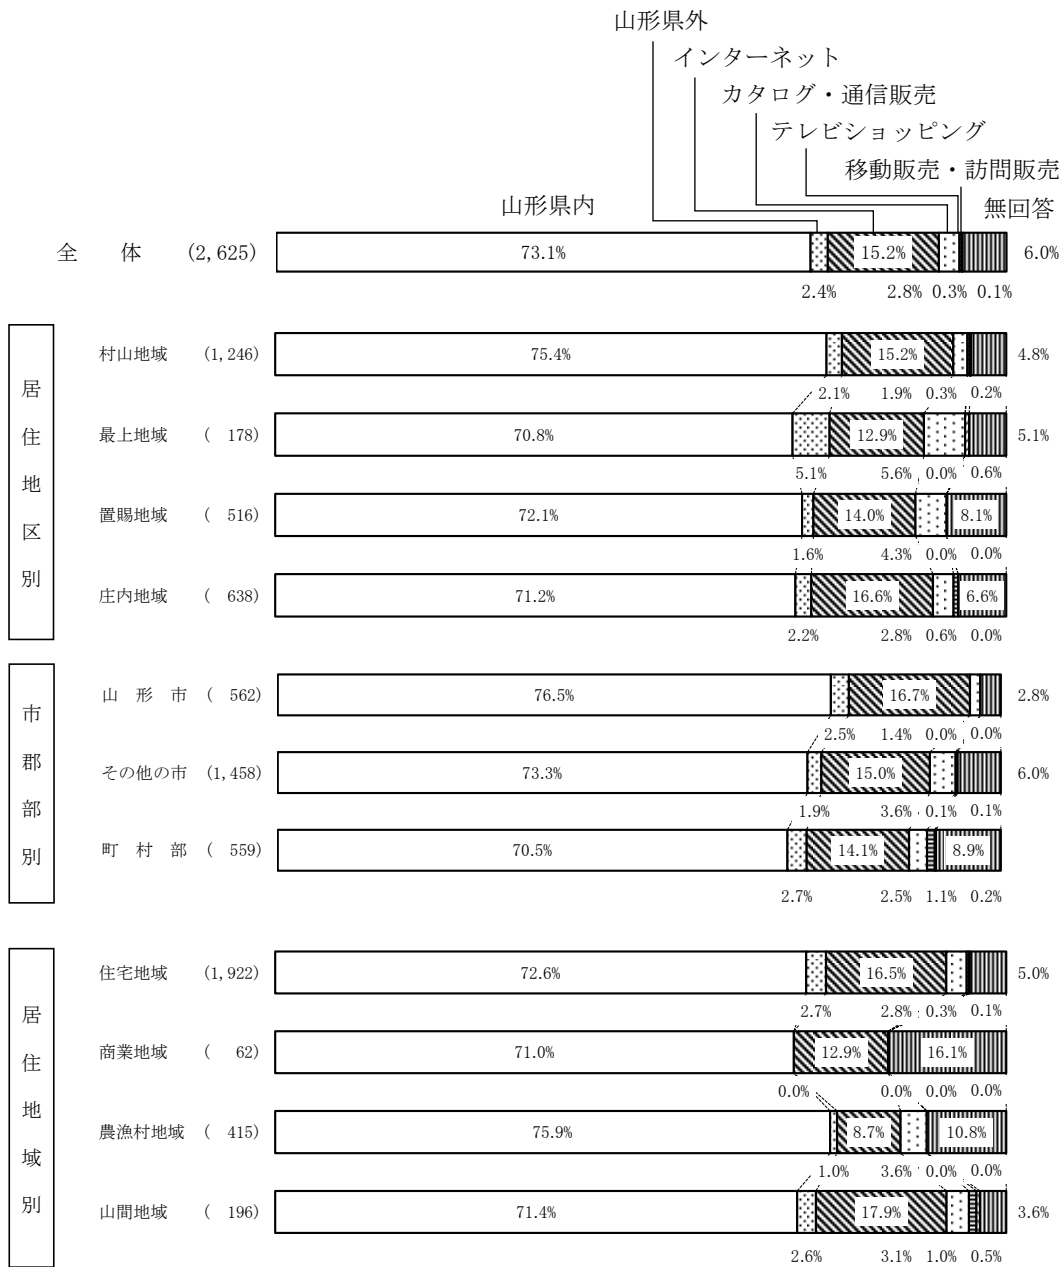 山形県外
インターネット
カタログ・通信販売
テレビショッピング
移動販売・訪問販売
山形県内 無回答
全 体 (2,625) 73.1% 15.2% 6.0%
2.4% 2.8% 0.3% 0.1%
居住地区別
村山地域 (1,246) 75.4% 15.2% 4.8%
2.1% 1.9% 0.3% 0.2%
最上地域 ( 178) 70.8% 12.9% 5.1%
5.1% 5.6% 0.0% 0.6%
置賜地域 ( 516) 72.1% 14.0% 8.1%
1.6% 4.3% 0.0% 0.0%
庄内地域 ( 638) 71.2% 16.6% 6.6%
2.2% 2.8% 0.6% 0.0%
市郡部別
山 形 市 ( 562) 76.5% 16.7% 2.8%
2.5% 1.4% 0.0% 0.0%
その他の市 (1,458) 73.3% 15.0% 6.0%
1.9% 3.6% 0.1% 0.1%
町 村 部 ( 559) 70.5% 14.1% 8.9%
2.7% 2.5% 1.1% 0.2%
居住地域別
住宅地域 (1,922) 72.6% 16.5% 5.0%
2.7% 2.8% 0.3% 0.1%
商業地域 ( 62) 71.0% 12.9% 16.1%
0.0% 0.0% 0.0% 0.0%
農漁村地域 ( 415) 75.9% 8.7% 10.8%
1.0% 3.6% 0.0% 0.0%
山間地域 ( 196) 71.4% 17.9% 3.6%
2.6% 3.1% 1.0% 0.5%